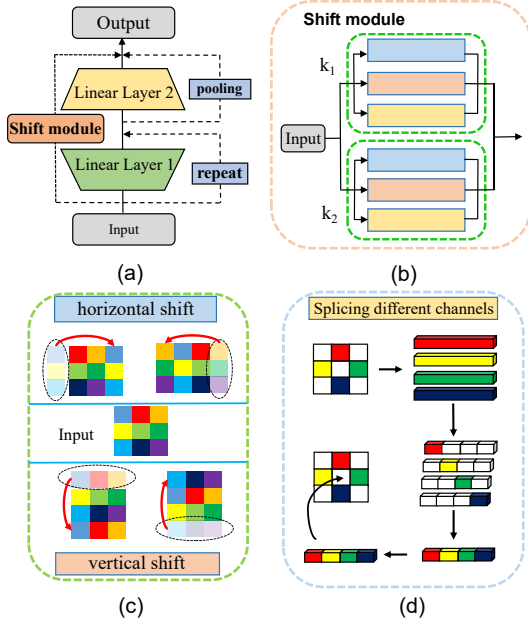 Output
Linear Layer 2
pooling
Shift module
Linear Layer 1
repeat
Input
(a)
Shift module
k1
Input
k2
(b)
horizontal shift
Input
vertical shift
(c)
Splicing different channels
(d)